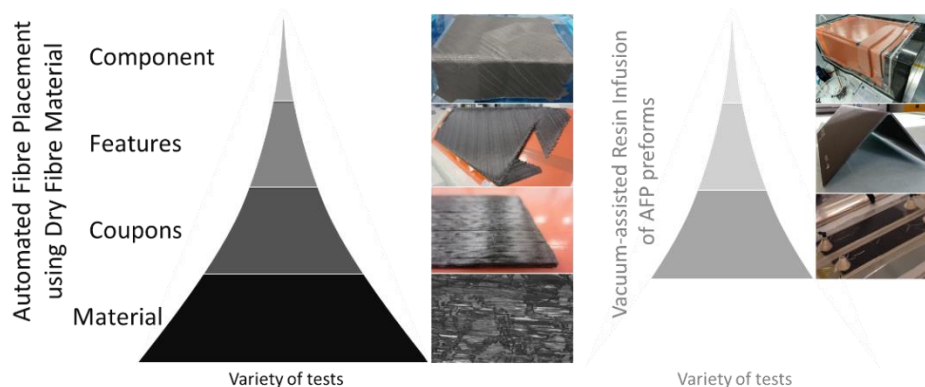 Automated Fibre Placement
using Dry Fibre Material
Component
Features
Coupons
Material
Variety of tests
Vacuum-assisted Resin Infusion
of AFP preforms
Variety of tests